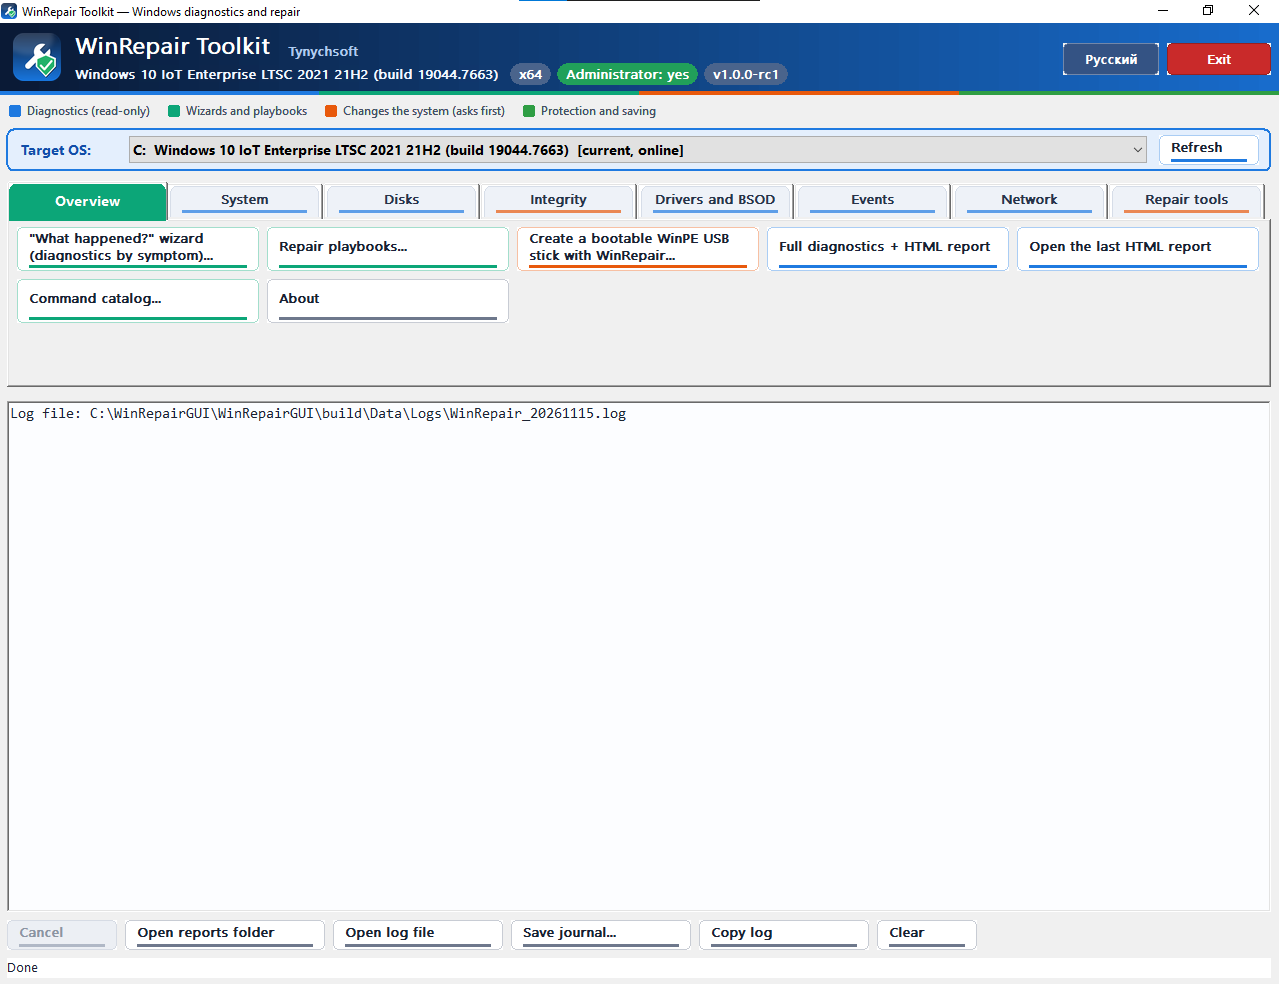 WinRepair Toolkit — Windows diagnostics and repair
WinRepair Toolkit Tynychsoft
Windows 10 IoT Enterprise LTSC 2021 21H2 (build 19044.7663) x64 Administrator: yes v1.0.0-rc1
Русский Exit
Diagnostics (read-only) Wizards and playbooks Changes the system (asks first) Protection and saving
Target OS: C: Windows 10 IoT Enterprise LTSC 2021 21H2 (build 19044.7663) [current, online] Refresh
Overview System Disks Integrity Drivers and BSOD Events Network Repair tools
"What happened?" wizard
(diagnostics by symptom)...
Repair playbooks...
Create a bootable WinPE USB
stick with WinRepair...
Full diagnostics + HTML report
Open the last HTML report
Command catalog...
About
Log file: C:\WinRepairGUI\WinRepairGUI\build\Data\Logs\WinRepair_20261115.log
Cancel Open reports folder Open log file Save journal... Copy log Clear
Done